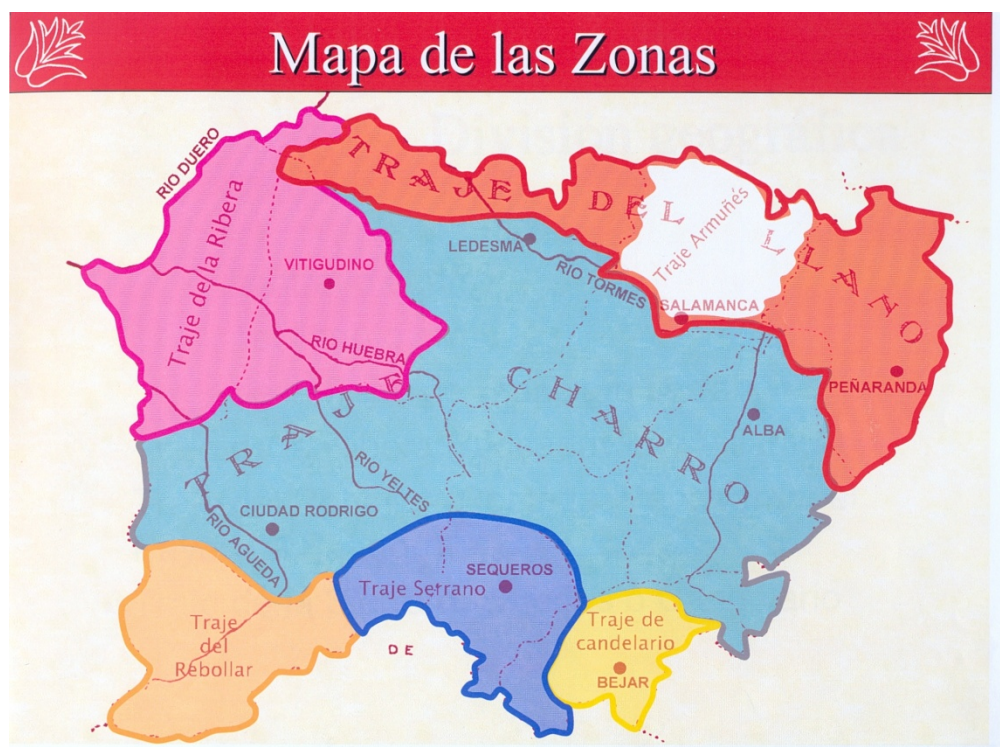 Mapa de las Zonas
RIO DUERO
TRAJE DEL LLANO
Traje de la Ribera
Traje Armuñés
VITIGUDINO
LEDESMA
RIO TORMES
SALAMANCA
RIO HUEBRA
PEÑARANDA
TRAJE CHARRO
ALBA
RIO YELTES
CIUDAD RODRIGO
RIO AGUEDA
SEQUEROS
Traje Serrano
Traje
del
Rebollar
Traje de
candelario
DE
BEJAR